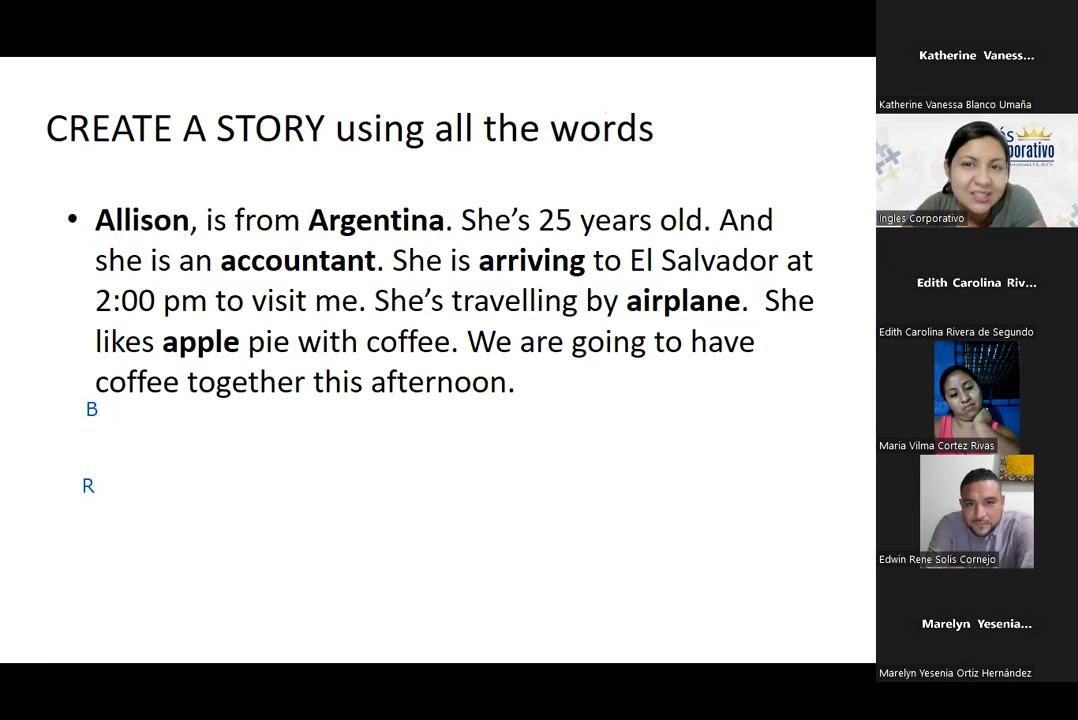 CREATE A STORY using all the words
• Allison, is from Argentina. She’s 25 years old. And
she is an accountant. She is arriving to El Salvador at
2:00 pm to visit me. She’s travelling by airplane.  She
likes apple pie with coffee. We are going to have
coffee together this afternoon.
B
R
Katherine Vaness...
Katherine Vanessa Blanco Umaña
porativo
Ingles Corporativo
Edith Carolina Riv...
Edith Carolina Rivera de Segundo
Maria Vilma Cortez Rivas
Edwin Rene Solis Cornejo
Marelyn Yesenia...
Marelyn Yesenia Ortiz Hernández